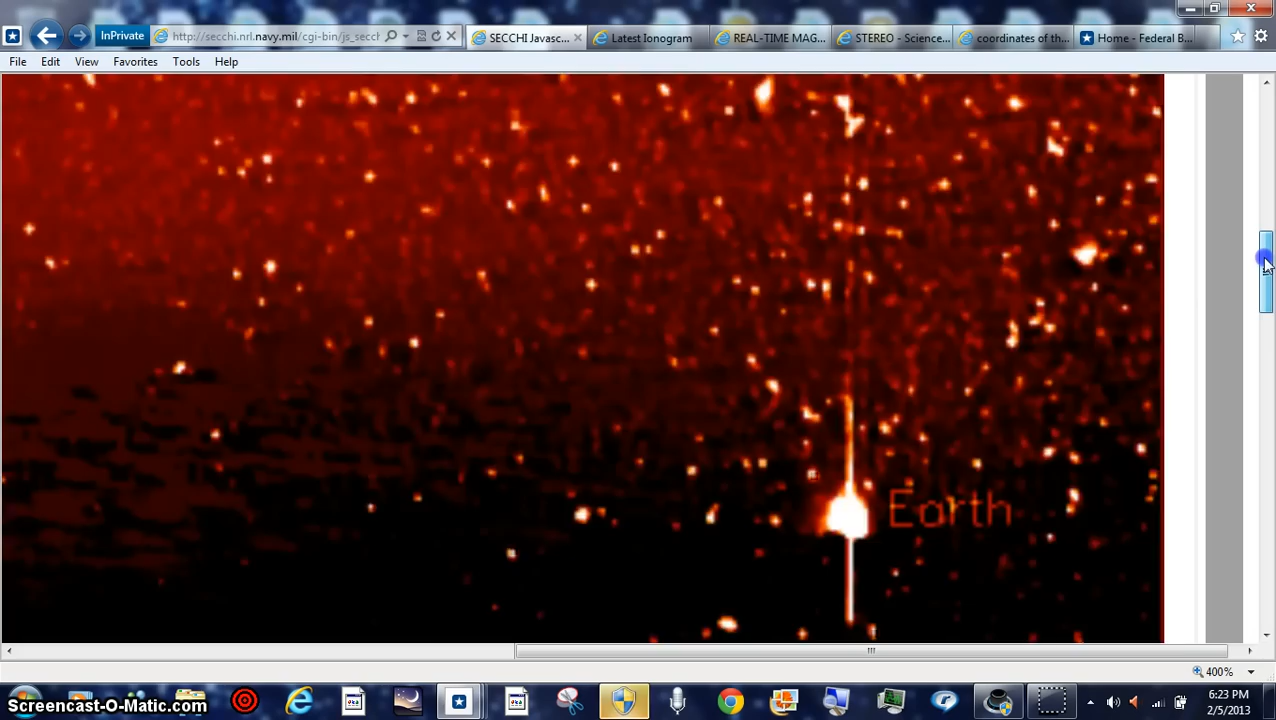 InPrivate
http://secchi.nrl.navy.mil/cgi-bin/js_secch
SECCHI Javasc...
Latest Ionogram
REAL-TIME MAG...
STEREO - Science...
coordinates of th...
Home - Federal B...
File Edit View Favorites Tools Help
Earth
400%
Screencast-O-Matic.com
6:23 PM
2/5/2013